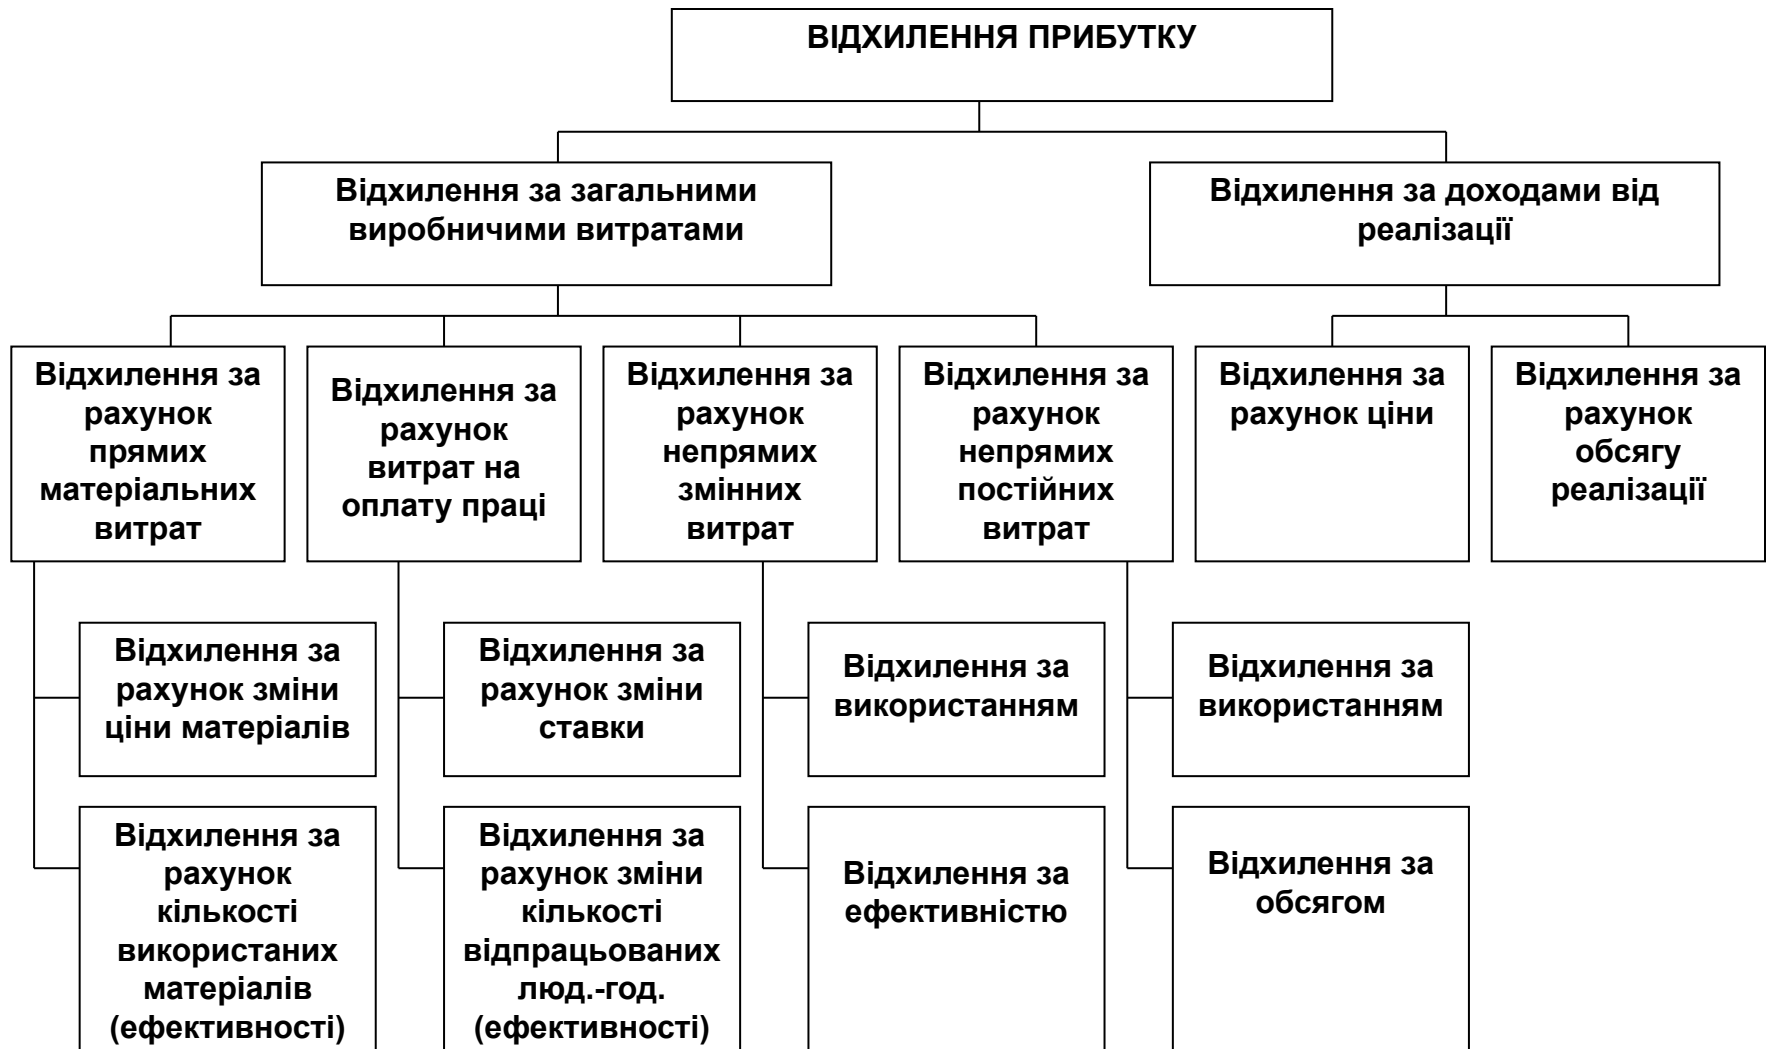 ВІДХИЛЕННЯ ПРИБУТКУ
Відхилення за загальними
виробничими витратами
Відхилення за доходами від
реалізації
Відхилення за
рахунок
прямих
матеріальних
витрат
Відхилення за
рахунок
витрат на
оплату праці
Відхилення за
рахунок
непрямих
змінних
витрат
Відхилення за
рахунок
непрямих
постійних
витрат
Відхилення за
рахунок ціни
Відхилення за
рахунок
обсягу
реалізації
Відхилення за
рахунок зміни
ціни матеріалів
Відхилення за
рахунок зміни
ставки
Відхилення за
використанням
Відхилення за
використанням
Відхилення за
рахунок
кількості
використаних
матеріалів
(ефективності)
Відхилення за
рахунок зміни
кількості
відпрацьованих
люд.-год.
(ефективності)
Відхилення за
ефективністю
Відхилення за
обсягом